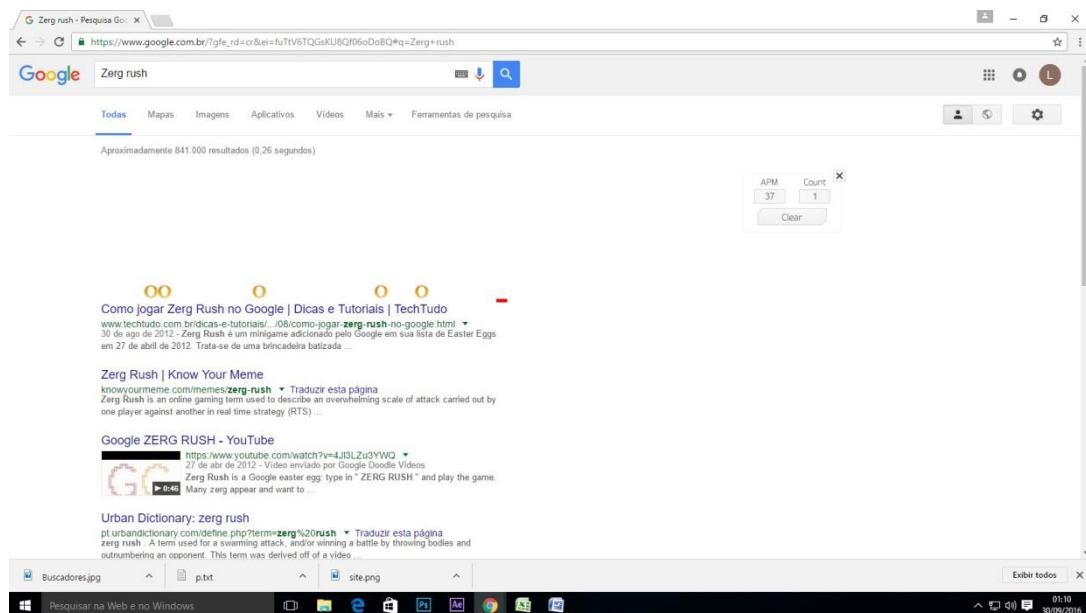 Zerg rush - Pesquisa Goo
https://www.google.com.br/?gfe_rd=cr&ei=fuTtV6TQGsKU8Qf06oDoBQ#q=Zerg+rush
Google Zerg rush L
Todas Mapas Imagens Aplicativos Vídeos Mais Ferramentas de pesquisa
Aproximadamente 841.000 resultados (0,26 segundos)
APM Count
37 1
Clear
OO O O O
Como jogar Zerg Rush no Google | Dicas e Tutoriais | TechTudo
www.techtudo.com.br/dicas-e-tutoriais/.../08/como-jogar-zerg-rush-no-google.html
30 de ago de 2012 - Zerg Rush é um minigame adicionado pelo Google em sua lista de Easter Eggs
em 27 de abril de 2012. Trata-se de uma brincadeira batizada ...
Zerg Rush | Know Your Meme
knowyourmeme.com/memes/zerg-rush Traduzir esta página
Zerg Rush is an online gaming term used to describe an overwhelming scale of attack carried out by
one player against another in real time strategy (RTS) ...
Google ZERG RUSH - YouTube
https:/www.youtube.com/watch?v=4JI3LZu3YWQ
27 de abr de 2012 - Vídeo enviado por Google Doodle Vídeos
Zerg Rush is a Google easter egg: type in " ZERG RUSH " and play the game.
Many zerg appear and want to ...
0:46
Urban Dictionary: zerg rush
pt.urbandictionary.com/define.php?term=zerg%20rush Traduzir esta página
zerg rush . A term used for a swarming attack, and/or winning a battle by throwing bodies and
outnumbering an opponent. This term was derived off of a video ...
Buscadores.jpg p.txt site.png Exibir todos
Pesquisar na Web e no Windows Ps Ae 01:10
30/09/2016